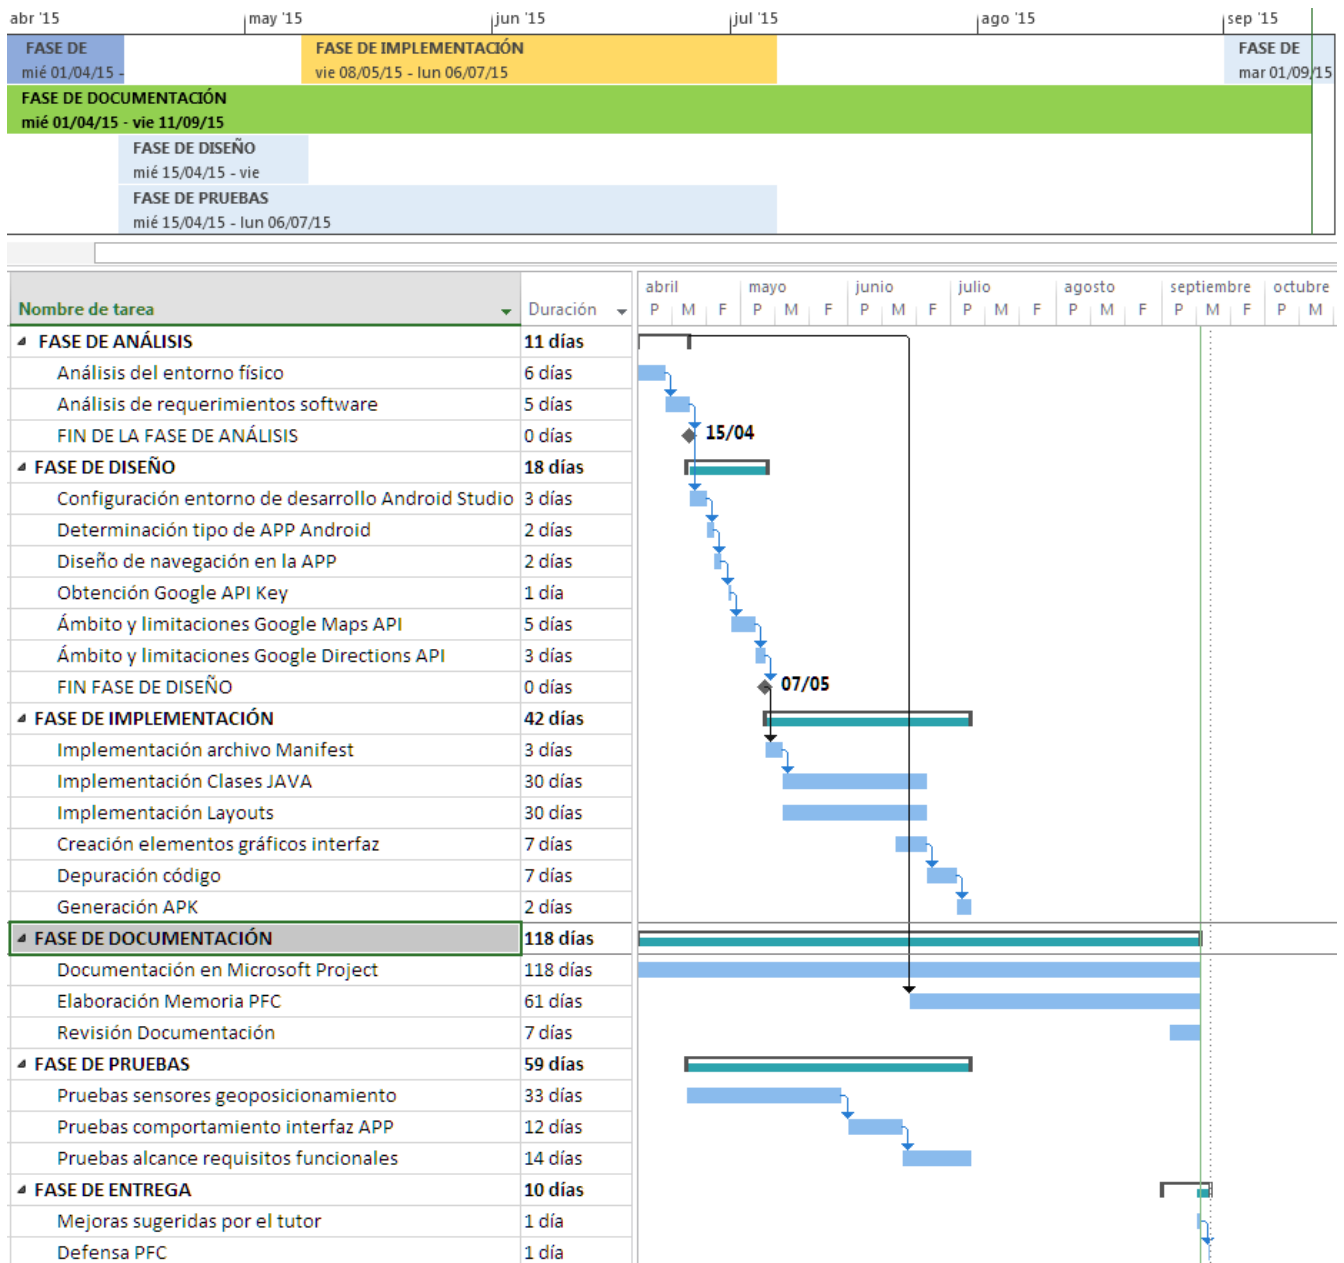 abr '15 may '15 jun '15 jul '15 ago '15 sep '15
FASE DE FASE DE IMPLEMENTACIÓN FASE DE
mié 01/04/15 - vie 08/05/15 - lun 06/07/15 mar 01/09/15
FASE DE DOCUMENTACIÓN
mié 01/04/15 - vie 11/09/15
FASE DE DISEÑO
mié 15/04/15 - vie
FASE DE PRUEBAS
mié 15/04/15 - lun 06/07/15
abril mayo junio julio agosto septiembre octubre
Nombre de tarea Duración P M F P M F P M F P M F P M F P M F P M
FASE DE ANÁLISIS 11 días
Análisis del entorno físico 6 días
Análisis de requerimientos software 5 días
FIN DE LA FASE DE ANÁLISIS 0 días 15/04
FASE DE DISEÑO 18 días
Configuración entorno de desarrollo Android Studio 3 días
Determinación tipo de APP Android 2 días
Diseño de navegación en la APP 2 días
Obtención Google API Key 1 día
Ámbito y limitaciones Google Maps API 5 días
Ámbito y limitaciones Google Directions API 3 días
FIN FASE DE DISEÑO 0 días 07/05
FASE DE IMPLEMENTACIÓN 42 días
Implementación archivo Manifest 3 días
Implementación Clases JAVA 30 días
Implementación Layouts 30 días
Creación elementos gráficos interfaz 7 días
Depuración código 7 días
Generación APK 2 días
FASE DE DOCUMENTACIÓN 118 días
Documentación en Microsoft Project 118 días
Elaboración Memoria PFC 61 días
Revisión Documentación 7 días
FASE DE PRUEBAS 59 días
Pruebas sensores geoposicionamiento 33 días
Pruebas comportamiento interfaz APP 12 días
Pruebas alcance requisitos funcionales 14 días
FASE DE ENTREGA 10 días
Mejoras sugeridas por el tutor 1 día
Defensa PFC 1 día